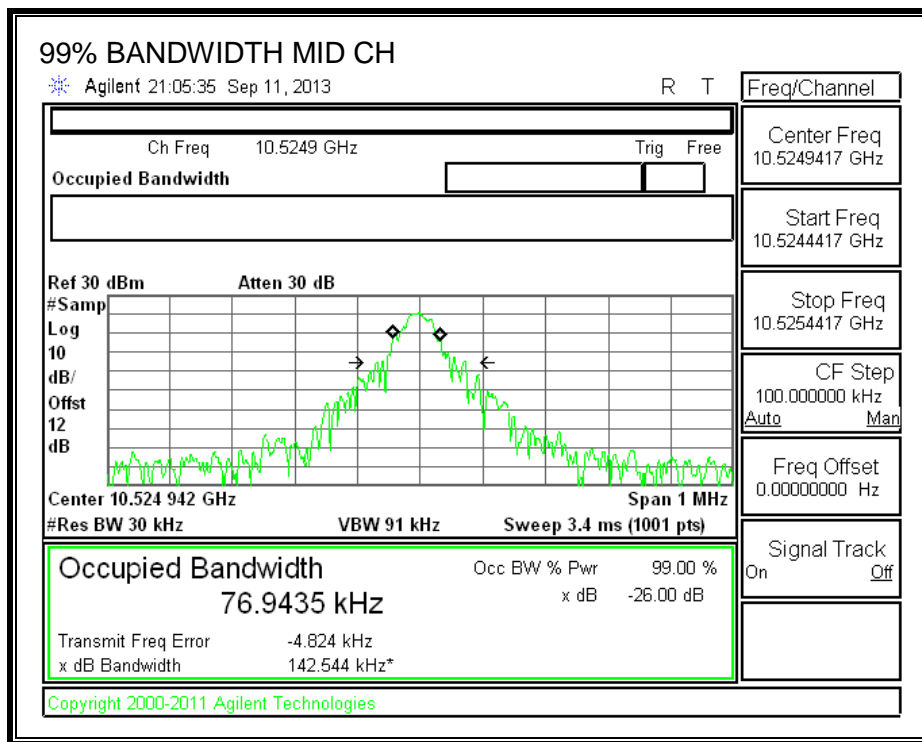 99% BANDWIDTH MID CH
Agilent 21:05:35 Sep 11, 2013 R T
Freq/Channel
Ch Freq 10.5249 GHz Trig Free
Occupied Bandwidth
Center Freq
10.5249417 GHz
Start Freq
10.5244417 GHz
Stop Freq
10.5254417 GHz
CF Step
100.000000 kHz
Auto Man
Freq Offset
0.00000000 Hz
Signal Track
On Off
Ref 30 dBm Atten 30 dB
#Samp
Log
10
dB/
Offst
12
dB
Center 10.524 942 GHz Span 1 MHz
#Res BW 30 kHz VBW 91 kHz Sweep 3.4 ms (1001 pts)
Occupied Bandwidth Occ BW % Pwr 99.00 %
76.9435 kHz x dB -26.00 dB
Transmit Freq Error -4.824 kHz
x dB Bandwidth 142.544 kHz*
Copyright 2000-2011 Agilent Technologies